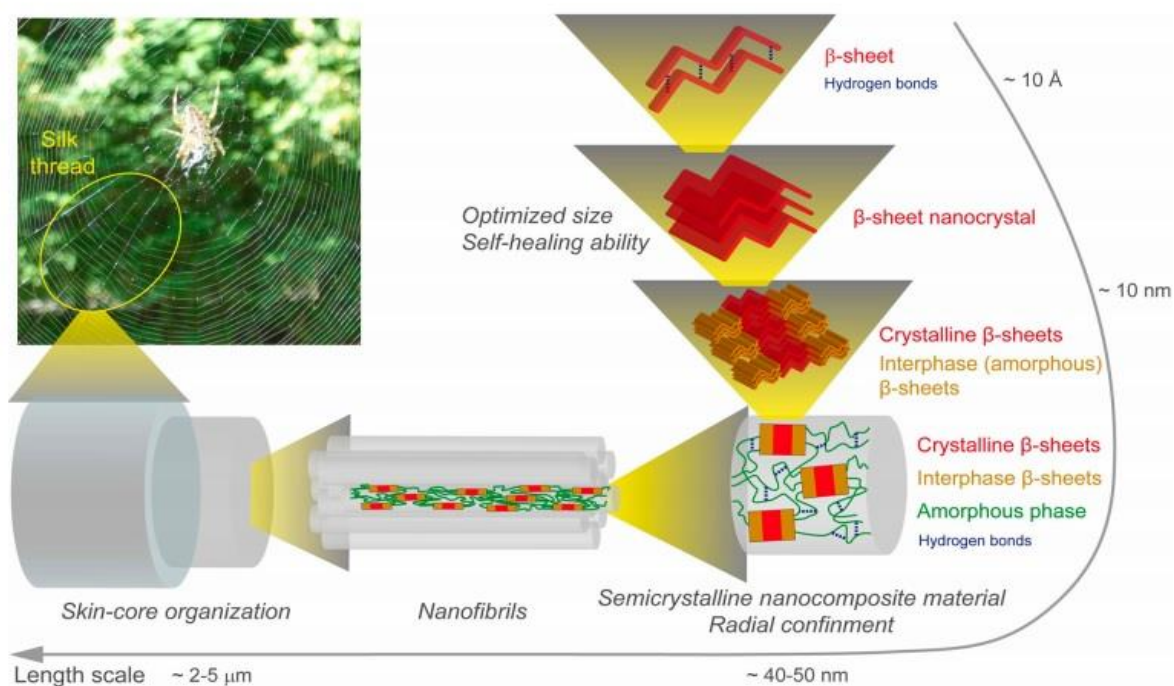 Silk
thread
β-sheet
Hydrogen bonds
~ 10 Å
Optimized size
Self-healing ability
β-sheet nanocrystal
~ 10 nm
Crystalline β-sheets
Interphase (amorphous)
β-sheets
Crystalline β-sheets
Interphase β-sheets
Amorphous phase
Hydrogen bonds
Skin-core organization
Nanofibrils
Semicrystalline nanocomposite material
Radial confinment
Length scale
~ 2-5 μm
~ 40-50 nm